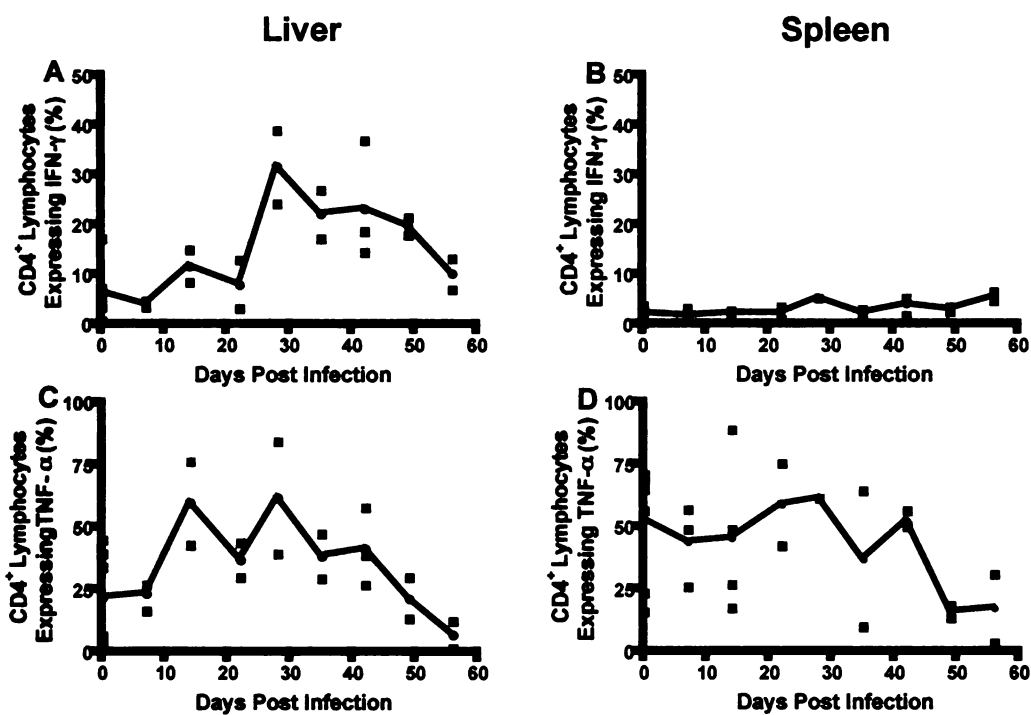 Liver
Spleen
A
CD4+ Lymphocytes
Expressing IFN-γ (%)
50
40
30
20
10
0
0 10 20 30 40 50 60
Days Post Infection
B
CD4+ Lymphocytes
Expressing IFN-γ (%)
50
40
30
20
10
0
0 10 20 30 40 50 60
Days Post Infection
C
CD4+ Lymphocytes
Expressing TNF-α (%)
100
75
50
25
0
0 10 20 30 40 50 60
Days Post Infection
D
CD4+ Lymphocytes
Expressing TNF-α (%)
100
75
50
25
0
0 10 20 30 40 50 60
Days Post Infection